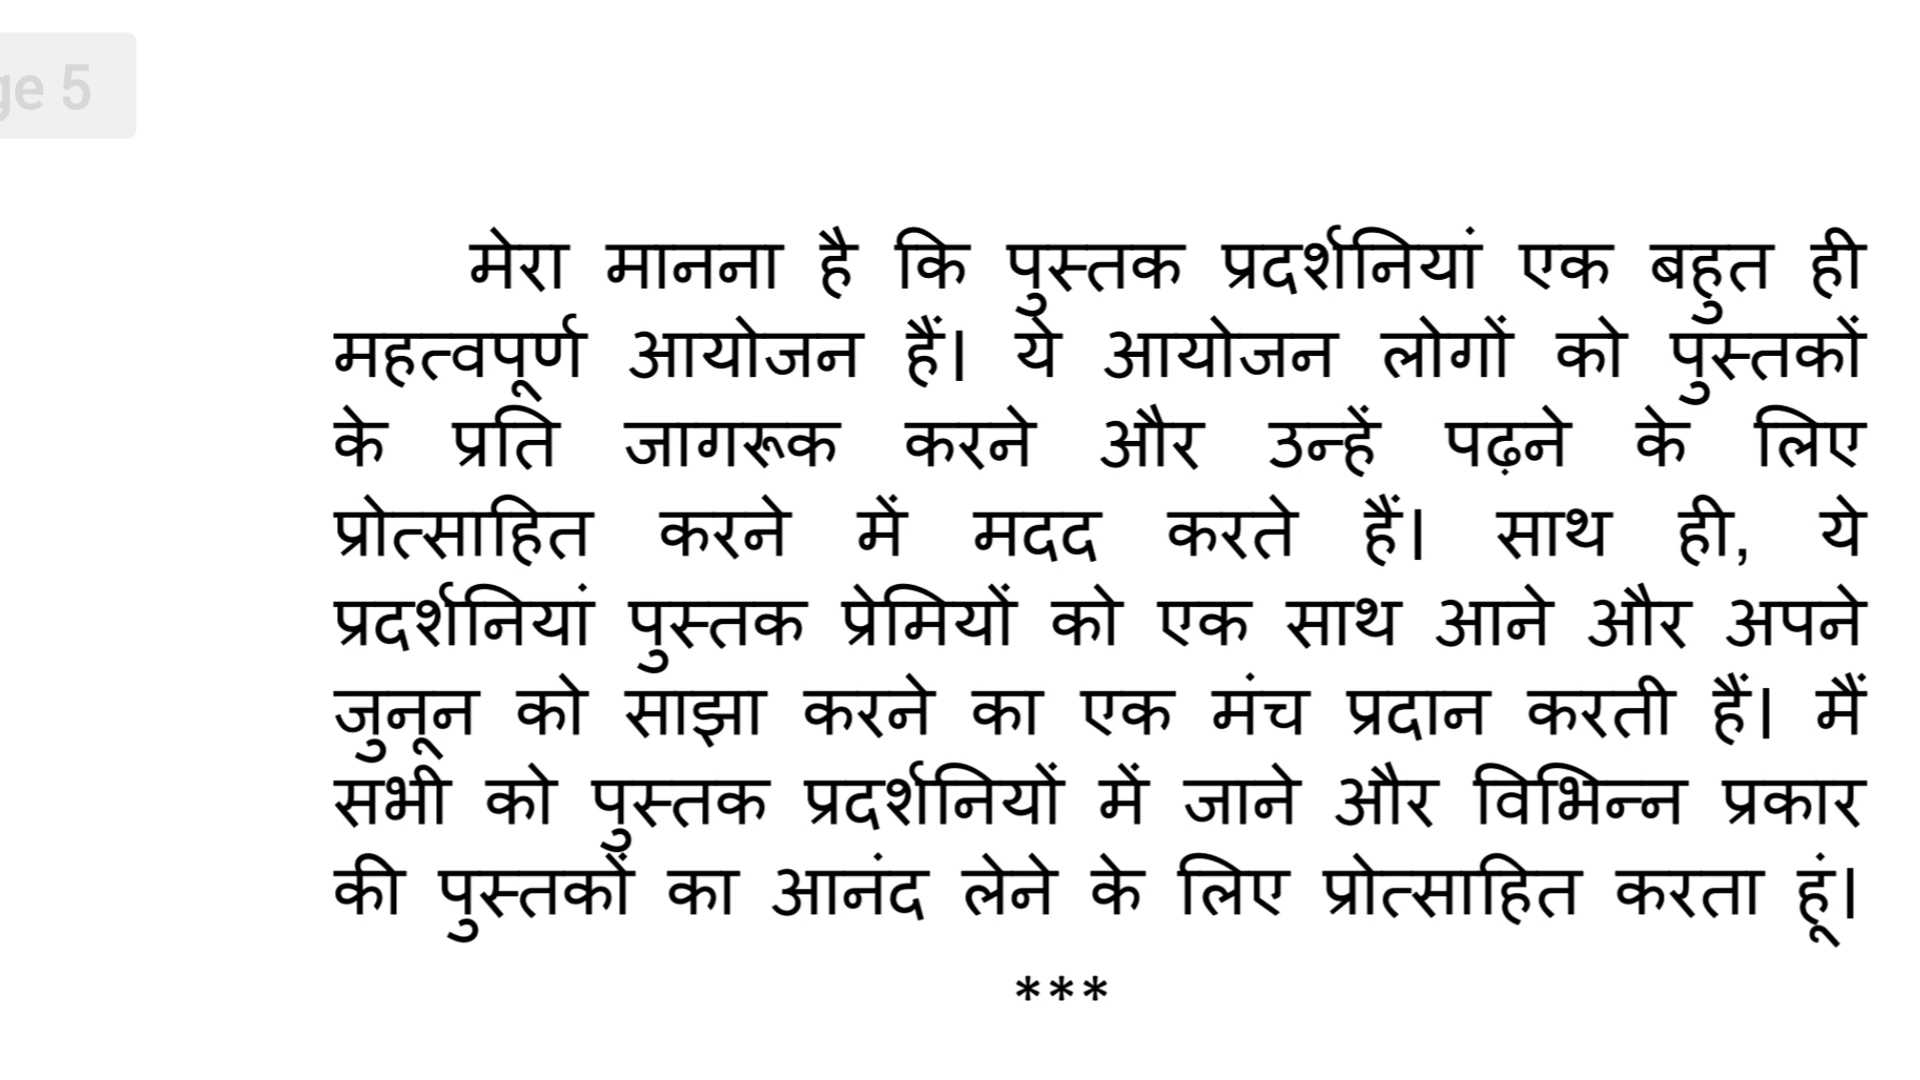 ge 5
मेरा मानना है कि पुस्तक प्रदर्शनियां एक बहुत ही
महत्वपूर्ण आयोजन हैं। ये आयोजन लोगों को पुस्तकों
के प्रति जागरूक करने और उन्हें पढ़ने के लिए
प्रोत्साहित करने में मदद करते हैं। साथ ही, ये
प्रदर्शनियां पुस्तक प्रेमियों को एक साथ आने और अपने
जुनून को साझा करने का एक मंच प्रदान करती हैं। मैं
सभी को पुस्तक प्रदर्शनियों में जाने और विभिन्न प्रकार
की पुस्तकों का आनंद लेने के लिए प्रोत्साहित करता हूं।
***